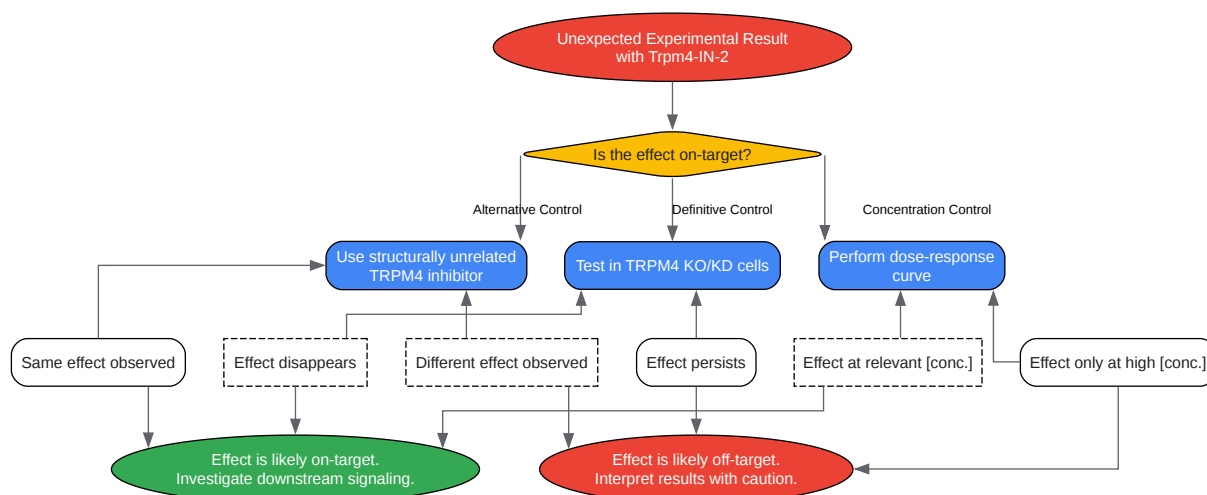 Unexpected Experimental Result
with Trpm4-IN-2
Is the effect on-target?
Alternative Control
Definitive Control
Concentration Control
Use structurally unrelated
TRPM4 inhibitor
Test in TRPM4 KO/KD cells
Perform dose-response
curve
Same effect observed
Effect disappears
Different effect observed
Effect persists
Effect at relevant [conc.]
Effect only at high [conc.]
Effect is likely on-target.
Investigate downstream signaling.
Effect is likely off-target.
Interpret results with caution.